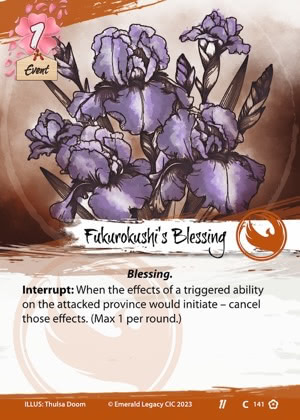 1
Event
Fukurokushi's Blessing
Blessing.
Interrupt: When the effects of a triggered ability
on the attacked province would initiate – cancel
those effects. (Max 1 per round.)
ILLUS: Thulsa Doom © Emerald Legacy CIC 2023 C 141